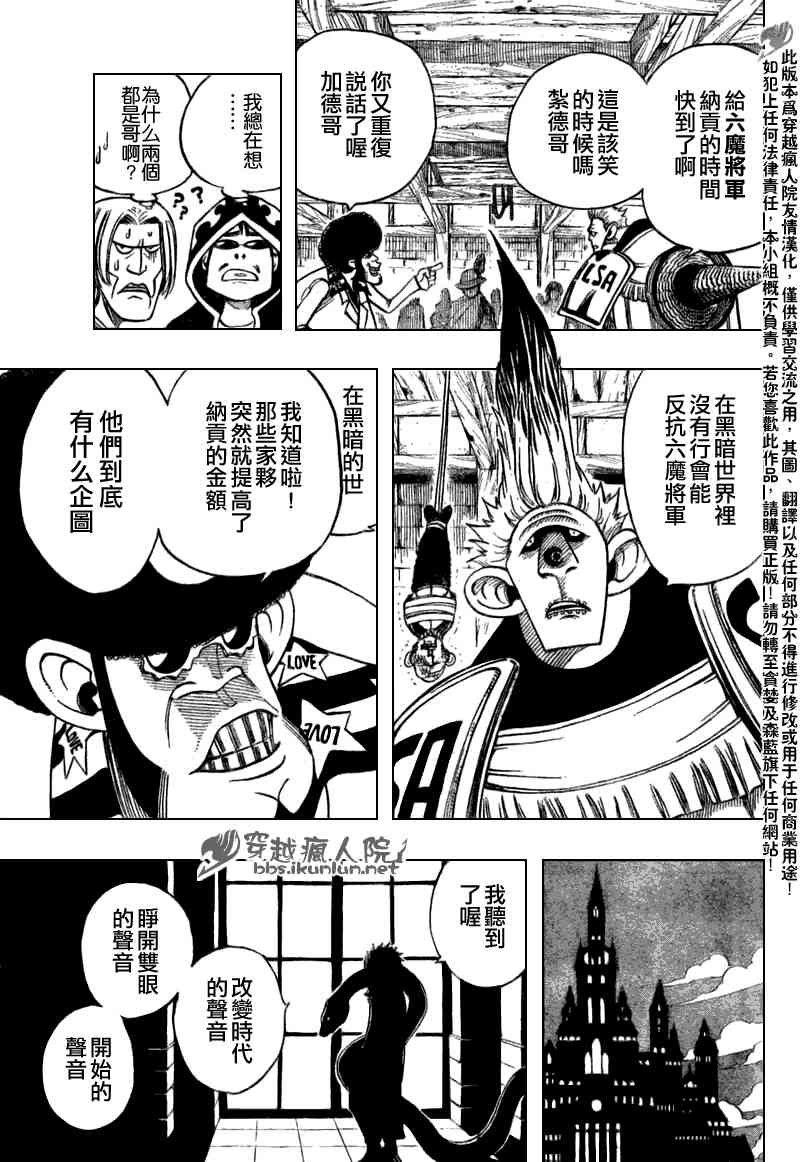 給六魔將軍
納貢的時間
快到了啊
這是該笑
的時候嗎
紮德哥
你又重復
説話了喔
加德哥
LSA
我總在想
……
為什么兩個
都是哥啊？
? ? ?
在黑暗世界裡
沒有行會能
反抗六魔將軍
SA
在黑暗的世
我知道啦！
那些家夥
突然就提高了
納貢的金額
他們到底
有什么企圖
LOVE
LOVE
LOVE
穿越瘋人院
bbs.ikunlun.net
我聽到
了喔
改變時代
的聲音
睜開雙眼
的聲音
開始的
聲音
此版本爲穿越瘋人院友情漢化，僅供學習交流之用，其圖、翻譯以及任何部分不得進行修改或用于任何商業用途！
如犯上任何法律責任，本小組概不負責。若您喜歡此作品，請購買正版！請勿轉至貪婪及森藍旗下任何網站！